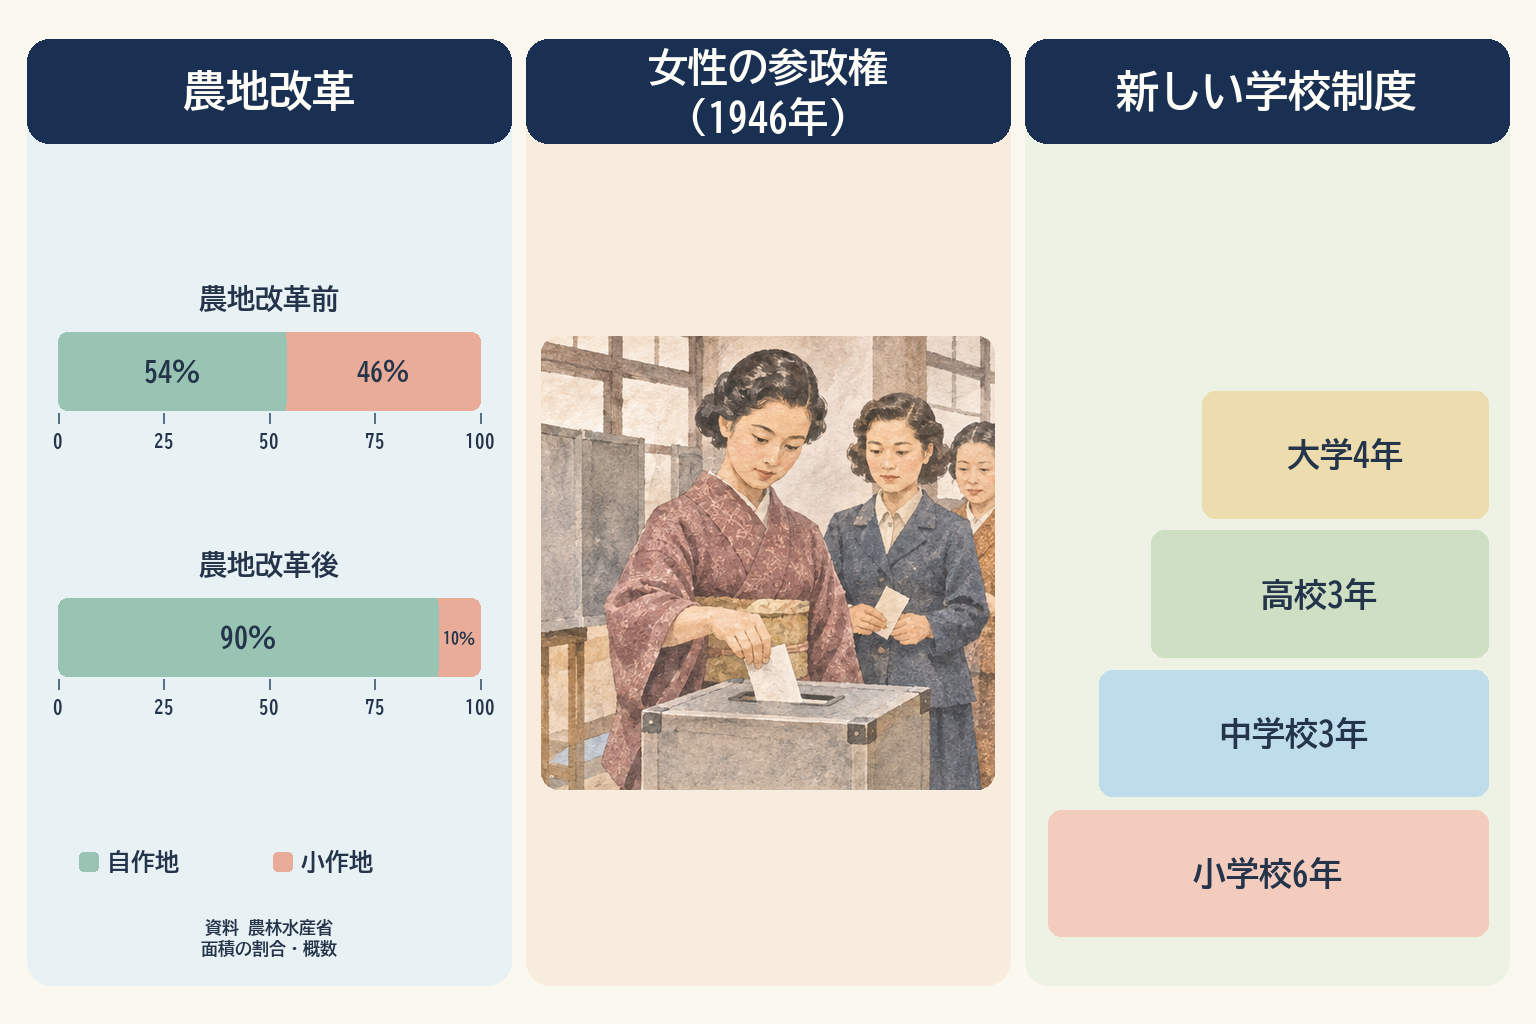 農地改革
農地改革前
54%
46%
0 25 50 75 100
農地改革後
90%
10%
0 25 50 75 100
自作地
小作地
資料 農林水産省
面積の割合・概数
女性の参政権
（1946年）
新しい学校制度
大学4年
高校3年
中学校3年
小学校6年